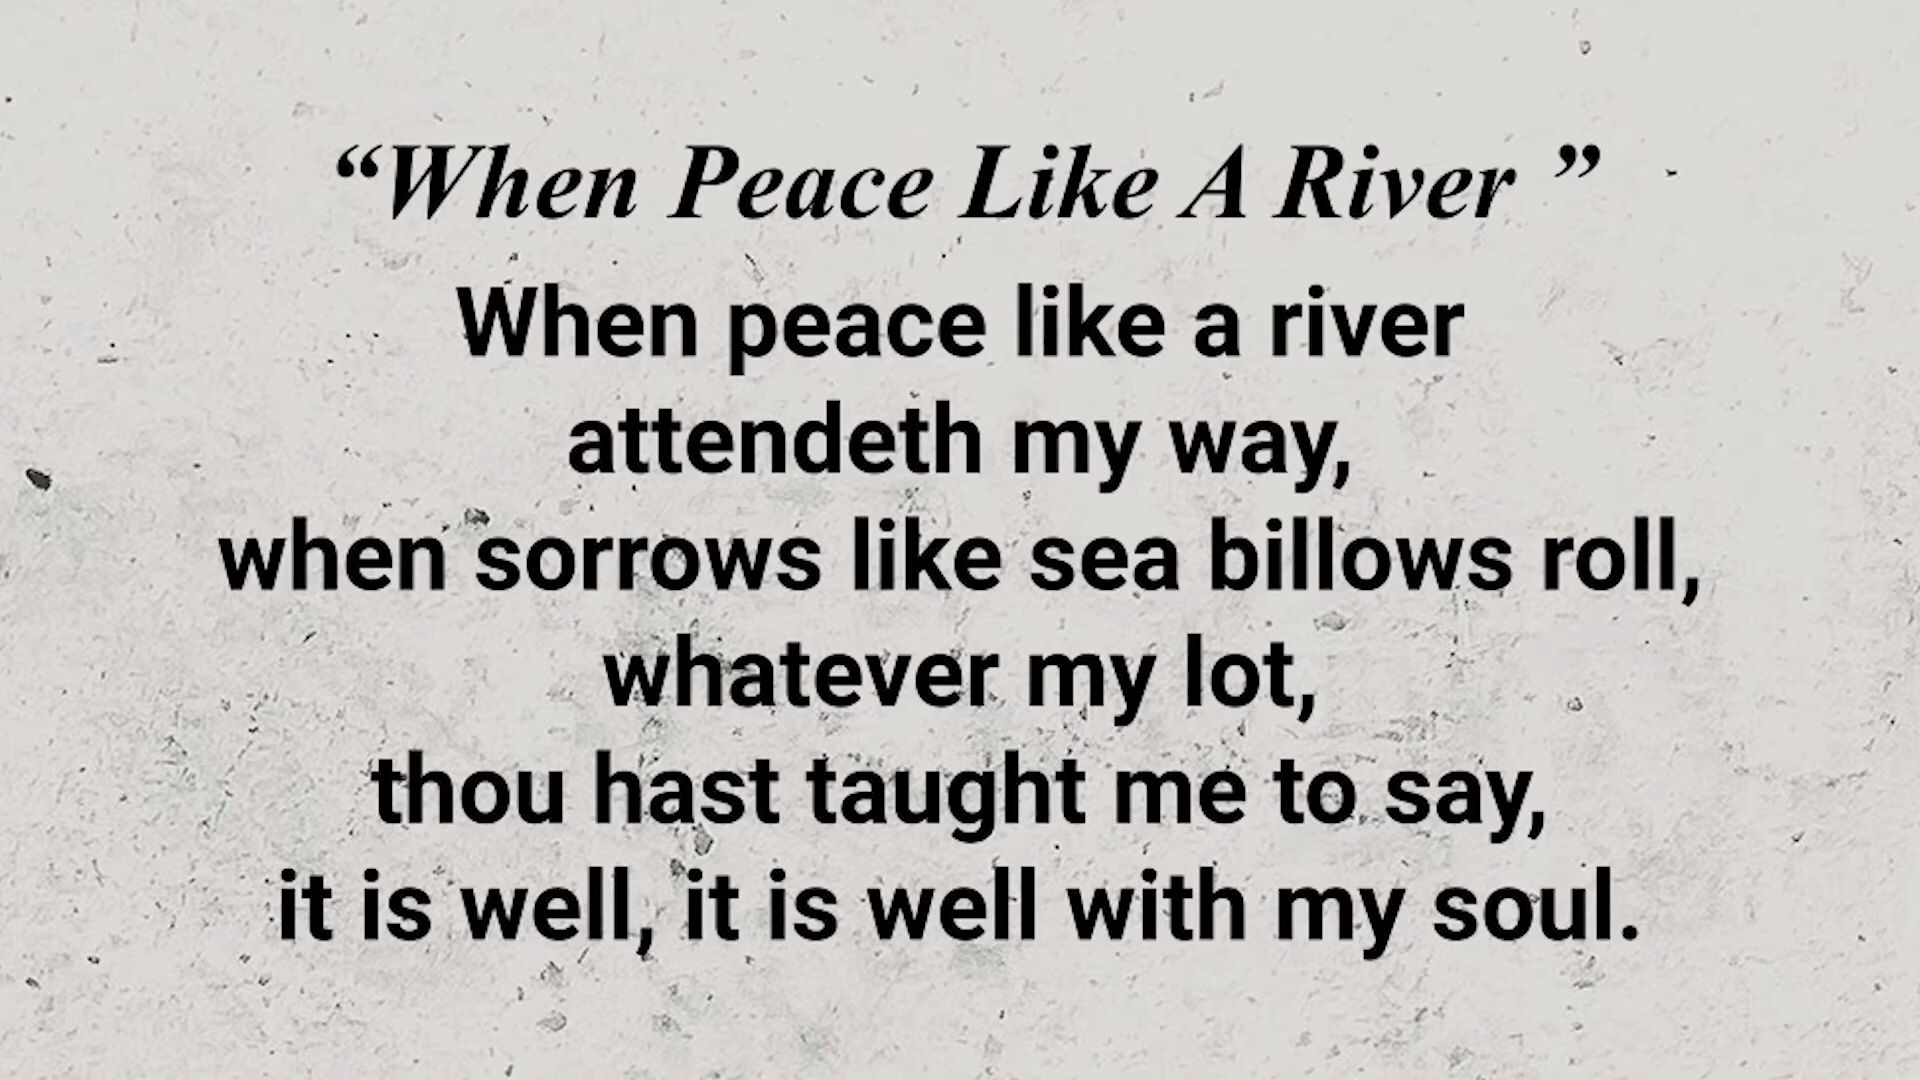 “When Peace Like A River ”
When peace like a river
attendeth my way,
when sorrows like sea billows roll,
whatever my lot,
thou hast taught me to say,
it is well, it is well with my soul.